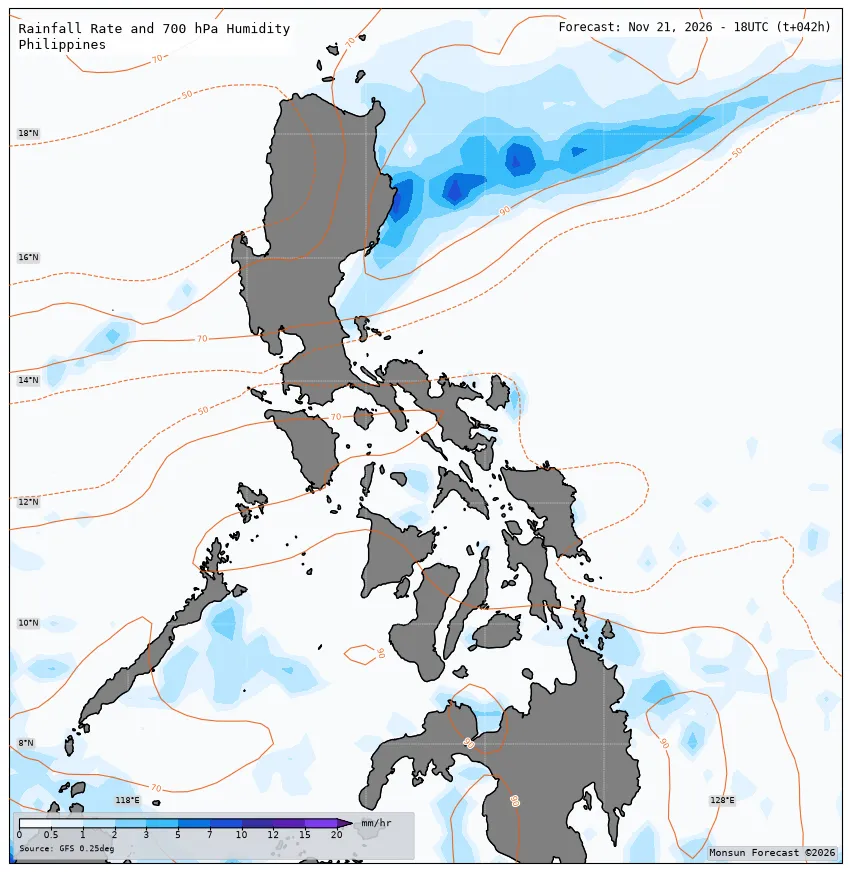 Rainfall Rate and 700 hPa Humidity
Philippines
Forecast: Nov 21, 2026 - 18UTC (t+042h)
70
70
50
18°N
50
90
16°N
70
14°N
50
70
12°N
10°N
90
8°N
90
90
70
118°E
90
128°E
0 0.5 1 2 3 5 7 10 12 15 20 mm/hr
Source: GFS 0.25deg
Monsun Forecast ©2026